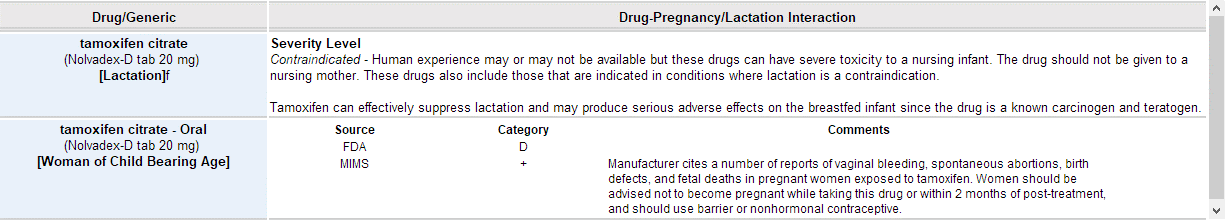 Drug/Generic Drug-Pregnancy/Lactation Interaction
tamoxifen citrate
(Nolvadex-D tab 20 mg)
[Lactation]f
Severity Level
Contraindicated - Human experience may or may not be available but these drugs can have severe toxicity to a nursing infant. The drug should not be given to a
nursing mother. These drugs also include those that are indicated in conditions where lactation is a contraindication.
Tamoxifen can effectively suppress lactation and may produce serious adverse effects on the breastfed infant since the drug is a known carcinogen and teratogen.
tamoxifen citrate - Oral
(Nolvadex-D tab 20 mg)
[Woman of Child Bearing Age]
Source Category Comments
FDA D
MIMS + Manufacturer cites a number of reports of vaginal bleeding, spontaneous abortions, birth
defects, and fetal deaths in pregnant women exposed to tamoxifen. Women should be
advised not to become pregnant while taking this drug or within 2 months of post-treatment,
and should use barrier or nonhormonal contraceptive.